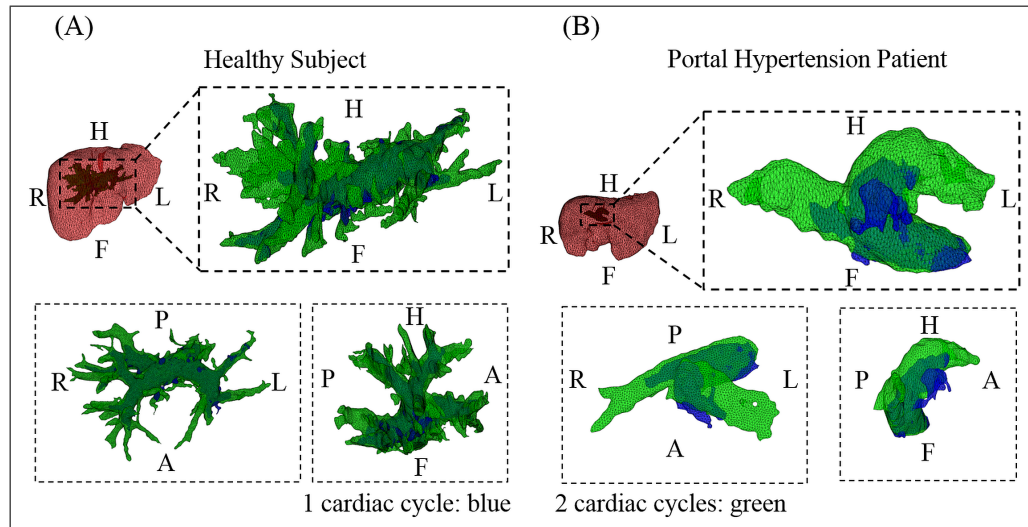 (A)
Healthy Subject
H
R
L
F
H
R
L
F
P
R
L
A
H
P
A
F
(B)
Portal Hypertension Patient
H
R
L
F
H
R
L
F
P
R
L
A
H
P
A
F
1 cardiac cycle: blue
2 cardiac cycles: green